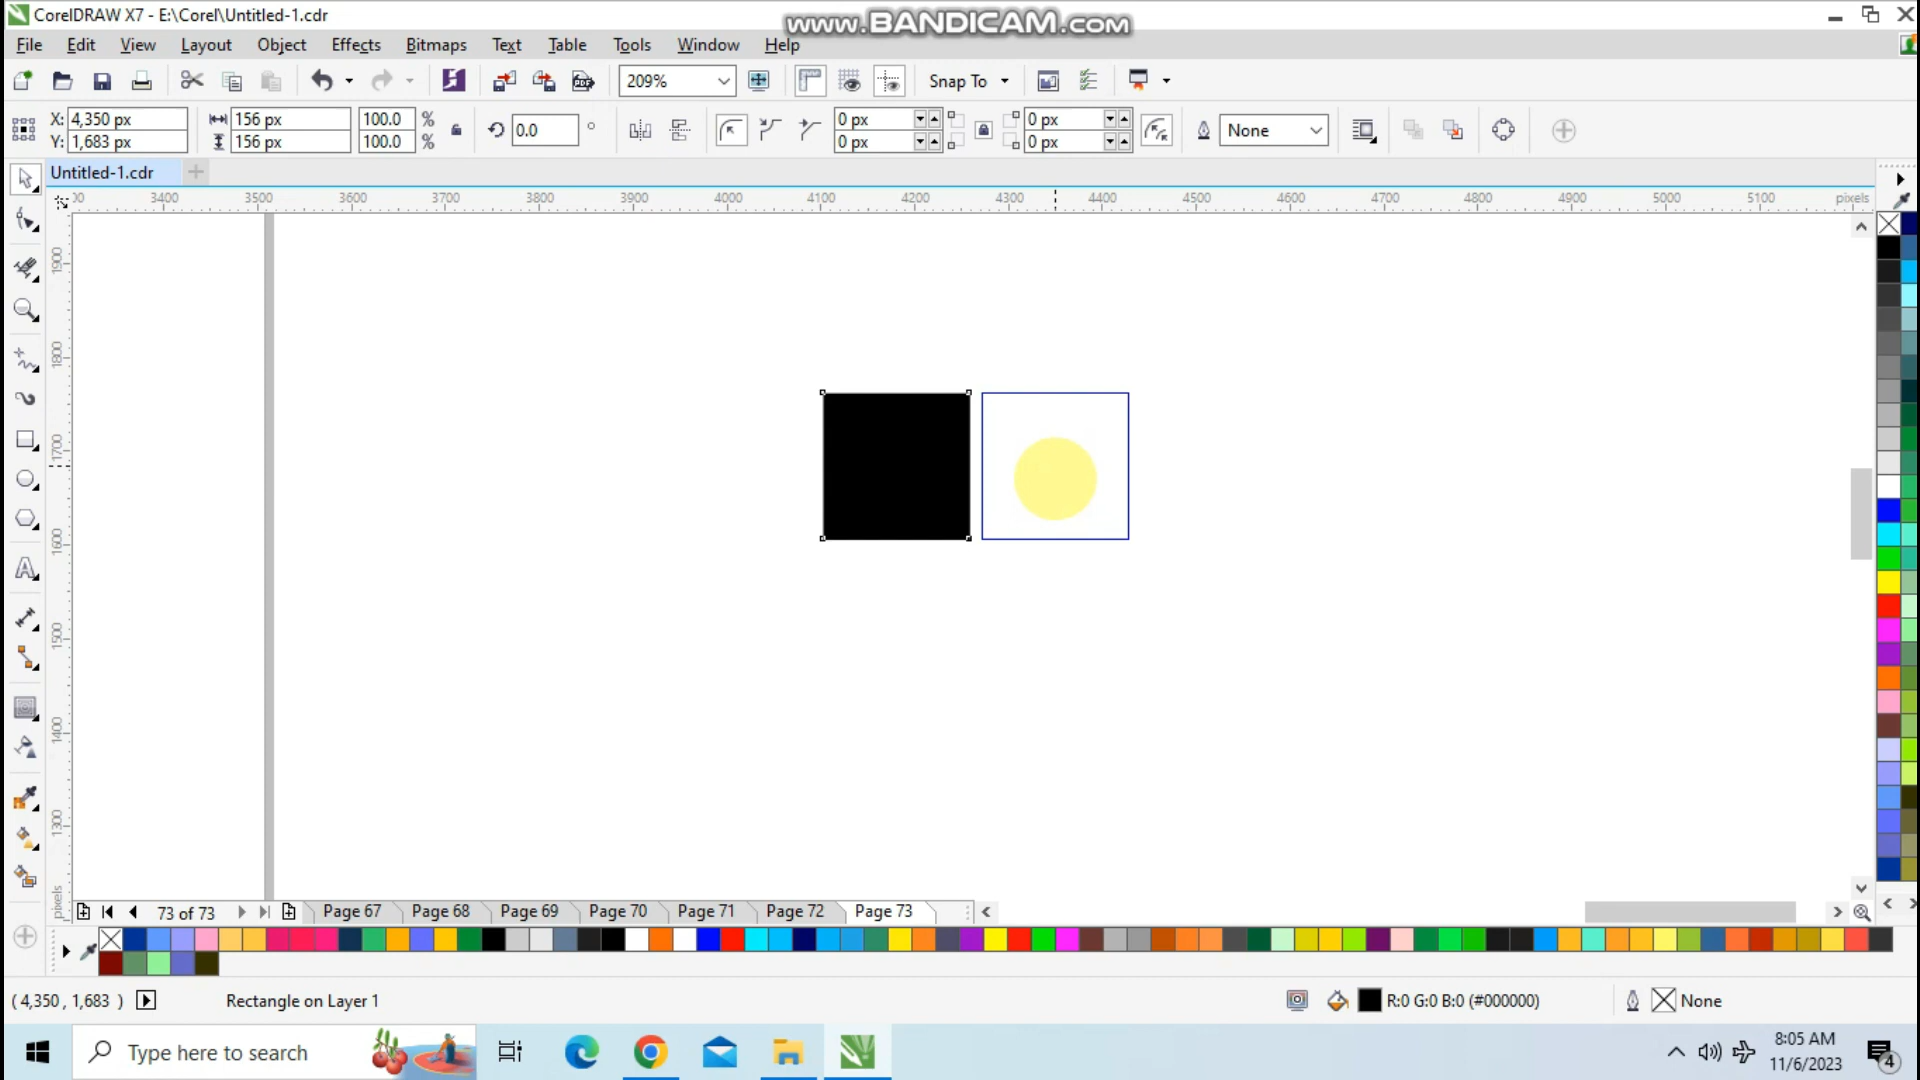 CorelDRAW X7 - E:\Corel\Untitled-1.cdr
www.BANDICAM.com
File Edit View Layout Object Effects Bitmaps Text Table Tools Window Help
209% Snap To
X: 4,350 px 156 px 100.0 % 0.0 ° 0 px 0 px None
Y: 1,683 px 156 px 100.0 % 0 px 0 px
Untitled-1.cdr
3400 3500 3600 3700 3800 3900 4000 4100 4200 4300 4400 4500 4600 4700 4800 4900 5000 5100 pixels
1900
1800
1700
1600
1500
1400
1300
pixels
73 of 73 Page 67 Page 68 Page 69 Page 70 Page 71 Page 72 Page 73
( 4,350 , 1,683 ) Rectangle on Layer 1 R:0 G:0 B:0 (#000000) None
Type here to search
8:05 AM
11/6/2023
4